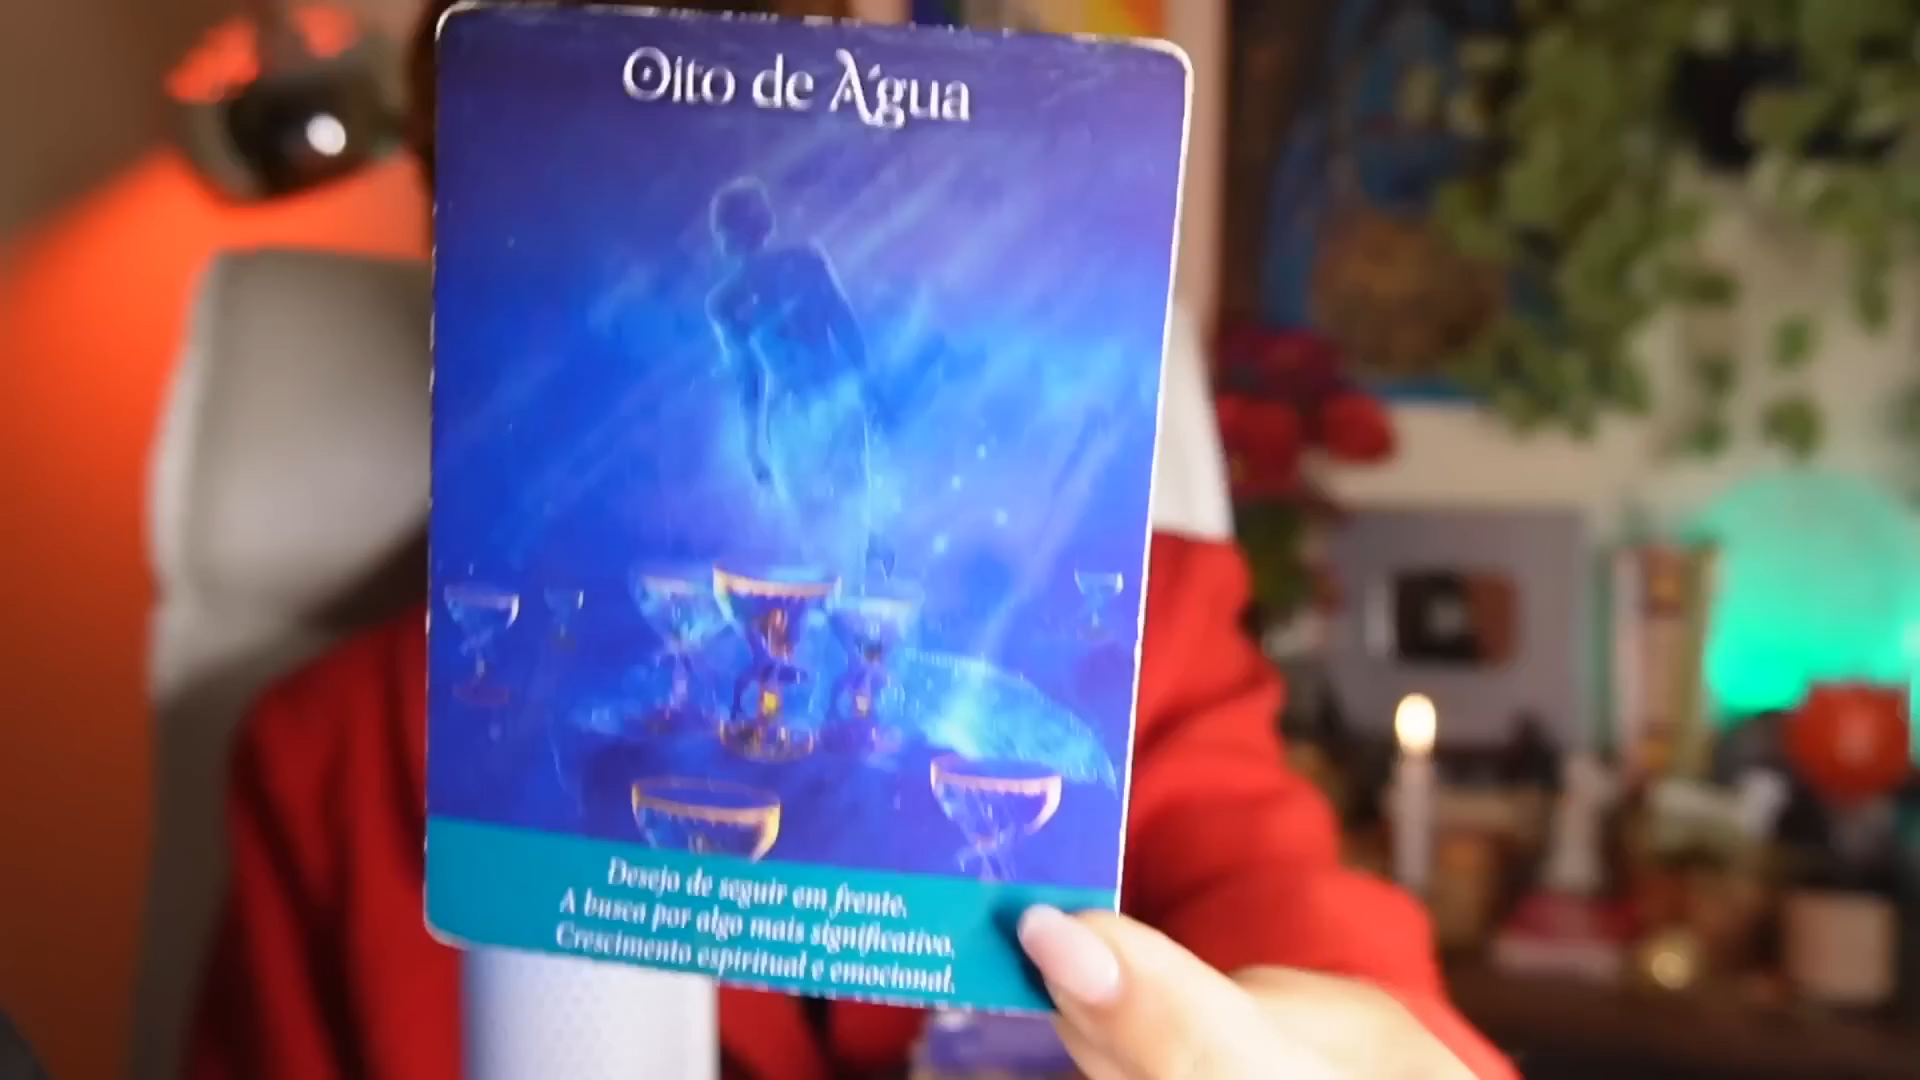 Oito de Água
Desejo de seguir em frente.
A busca por algo mais significativo.
Crescimento espiritual e emocional.